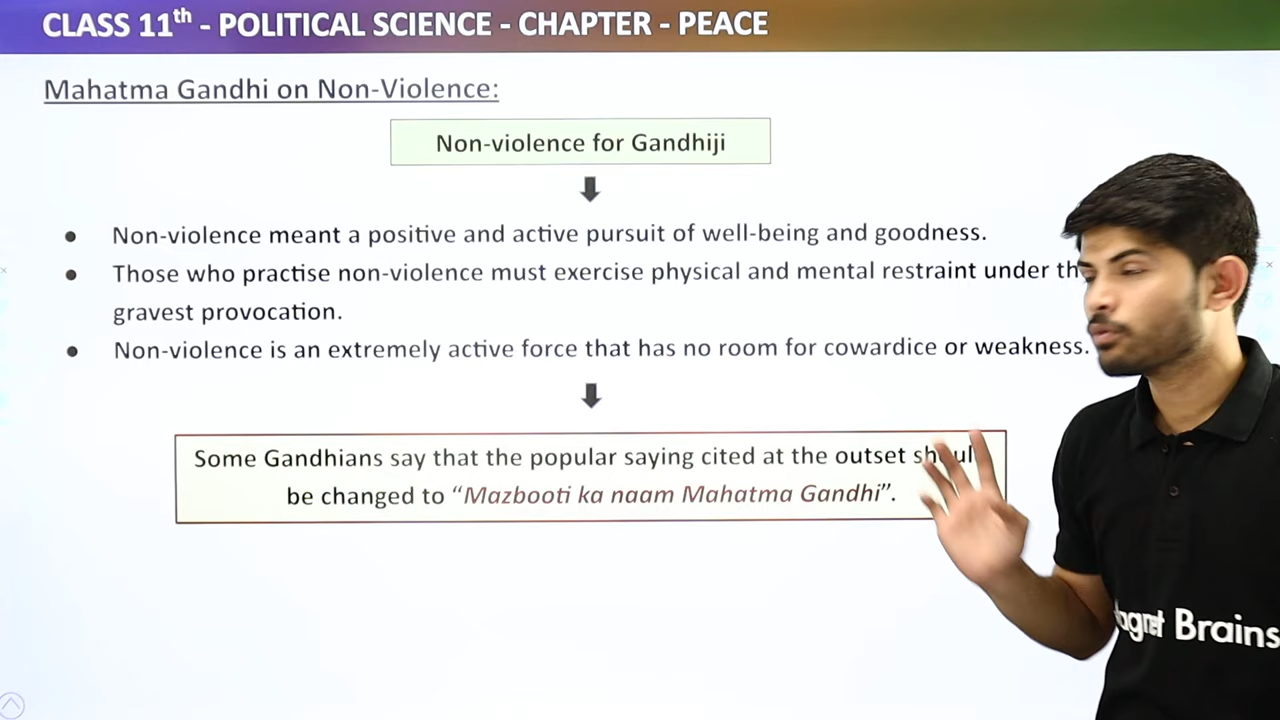 CLASS 11th - POLITICAL SCIENCE - CHAPTER - PEACE
Mahatma Gandhi on Non-Violence:
Non-violence for Gandhiji
● Non-violence meant a positive and active pursuit of well-being and goodness.
● Those who practise non-violence must exercise physical and mental restraint under
gravest provocation.
● Non-violence is an extremely active force that has no room for cowardice or weakness.
Some Gandhians say that the popular saying cited at the outset
be changed to “Mazbooti ka naam Mahatma Gandhi”.
Brains